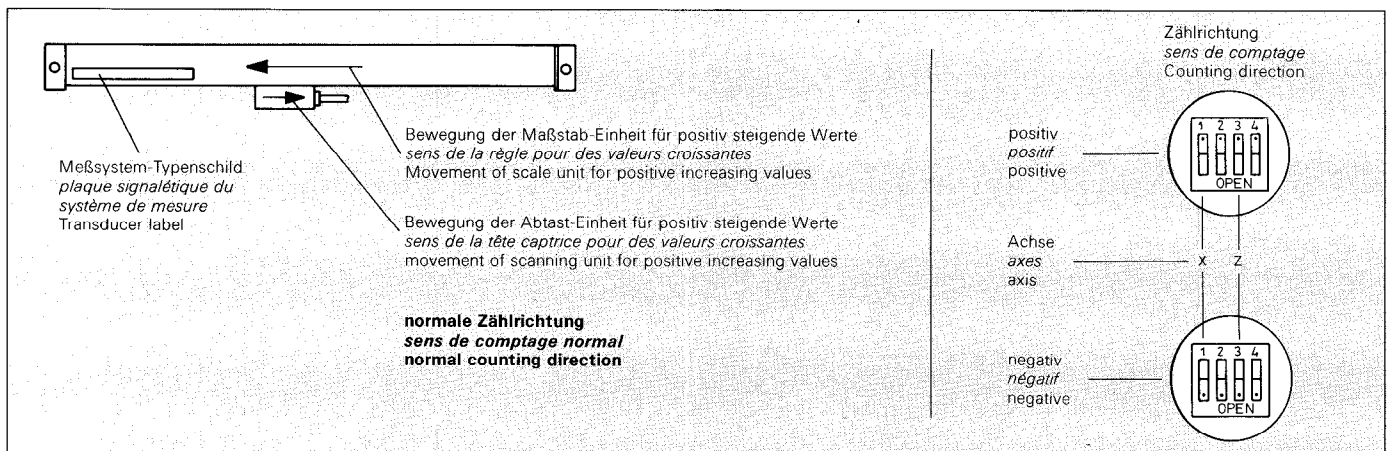 Meßsystem-Typenschild
plaque signalétique du
système de mesure
Transducer label
Bewegung der Maßstab-Einheit für positiv steigende Werte
sens de la règle pour des valeurs croissantes
Movement of scale unit for positive increasing values
Bewegung der Abtast-Einheit für positiv steigende Werte
sens de la tête captrice pour des valeurs croissantes
movement of scanning unit for positive increasing values
normale Zählrichtung
sens de comptage normal
normal counting direction
Zählrichtung
sens de comptage
Counting direction
positiv
positif
positive
1 2 3 4
OPEN
Achse
axes
axis
X Z
negativ
négatif
negative
1 2 3 4
OPEN